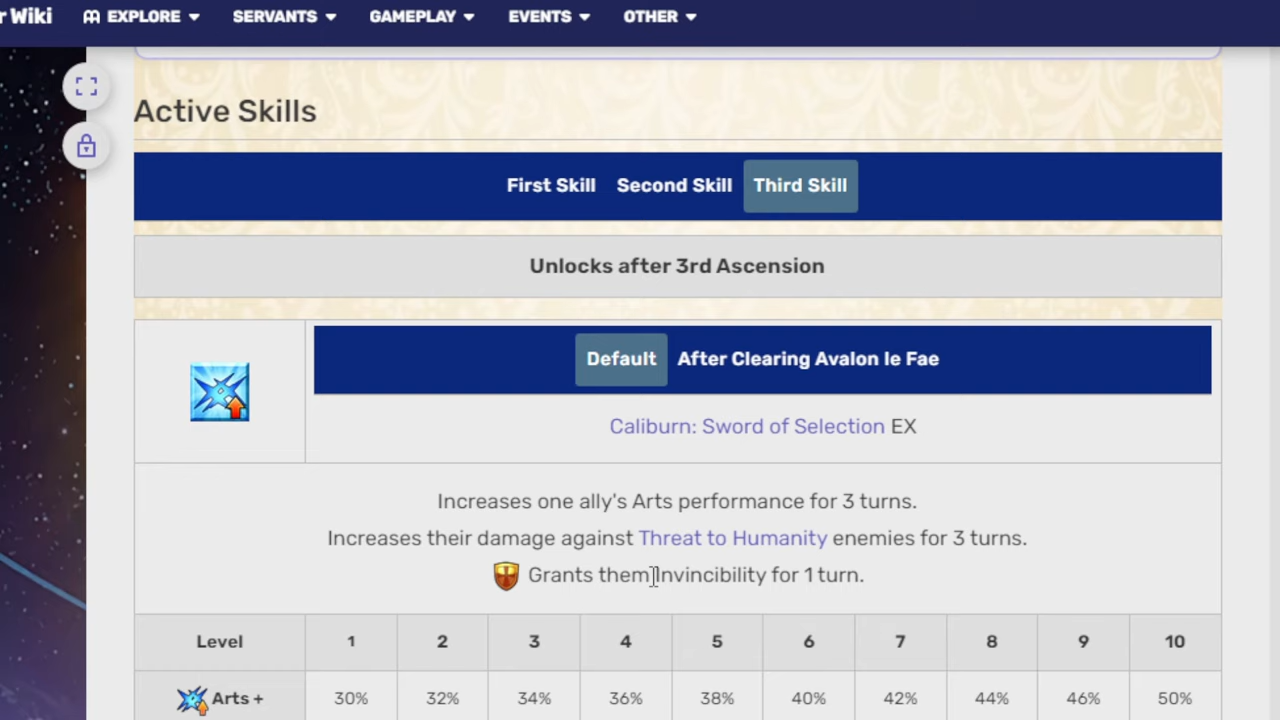 r Wiki EXPLORE SERVANTS GAMEPLAY EVENTS OTHER
Active Skills
First Skill Second Skill Third Skill
Unlocks after 3rd Ascension
Default After Clearing Avalon le Fae
Caliburn: Sword of Selection EX
Increases one ally's Arts performance for 3 turns.
Increases their damage against Threat to Humanity enemies for 3 turns.
Grants them Invincibility for 1 turn.
Level 1 2 3 4 5 6 7 8 9 10
Arts + 30% 32% 34% 36% 38% 40% 42% 44% 46% 50%